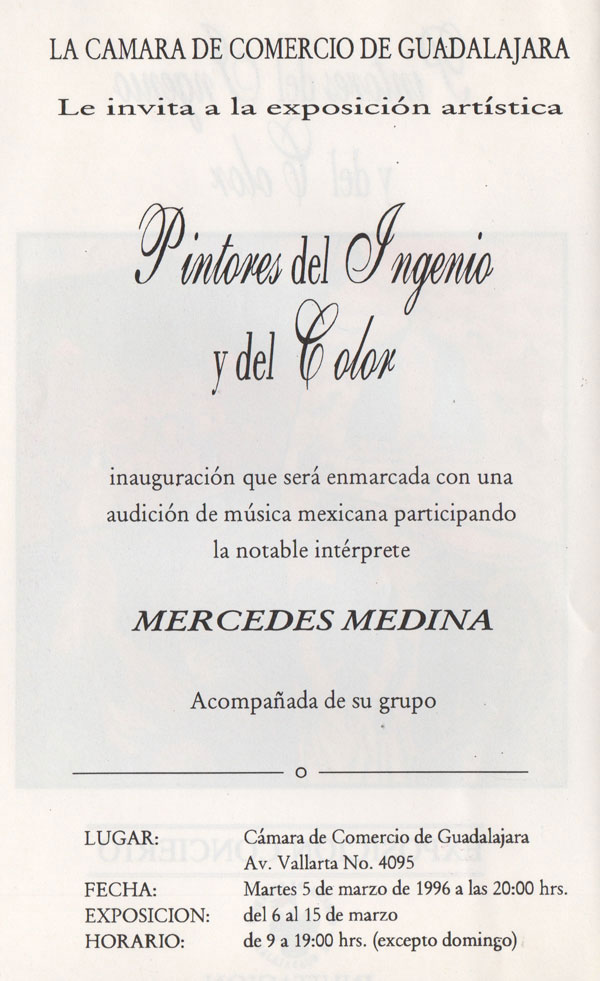 LA CAMARA DE COMERCIO DE GUADALAJARA
Le invita a la exposición artística
Pintores del Ingenio
y del Color
inauguración que será enmarcada con una
audición de música mexicana participando
la notable intérprete
MERCEDES MEDINA
Acompañada de su grupo
LUGAR: Cámara de Comercio de Guadalajara
Av. Vallarta No. 4095
FECHA: Martes 5 de marzo de 1996 a las 20:00 hrs.
EXPOSICION: del 6 al 15 de marzo
HORARIO: de 9 a 19:00 hrs. (excepto domingo)